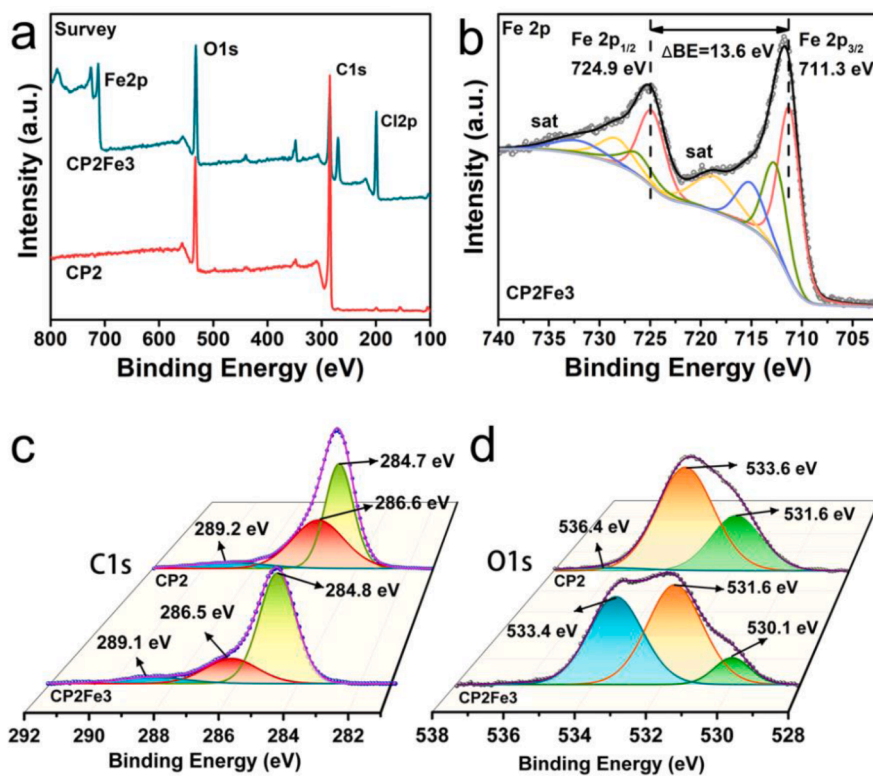 a
Survey
O1s
C1s
Fe2p
Cl2p
CP2Fe3
CP2
Intensity (a.u.)
800 700 600 500 400 300 200 100
Binding Energy (eV)
b
Fe 2p
Fe 2p1/2
724.9 eV
ΔBE=13.6 eV
Fe 2p3/2
711.3 eV
sat
sat
CP2Fe3
Intensity (a.u.)
740 735 730 725 720 715 710 705
Binding Energy (eV)
c
C1s
284.7 eV
286.6 eV
289.2 eV
CP2
284.8 eV
286.5 eV
289.1 eV
CP2Fe3
292 290 288 286 284 282
Binding Energy (eV)
d
O1s
533.6 eV
536.4 eV
531.6 eV
CP2
531.6 eV
533.4 eV
530.1 eV
CP2Fe3
538 536 534 532 530 528
Binding Energy (eV)